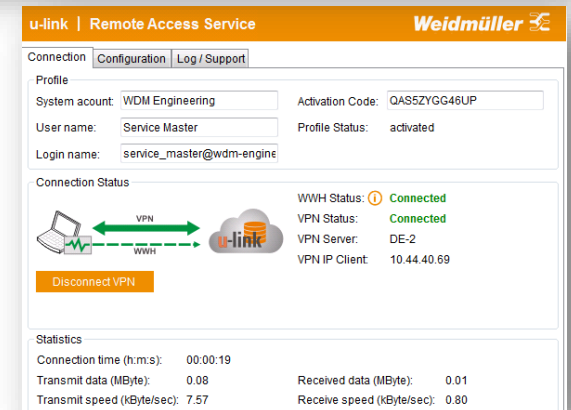 u-link | Remote Access Service
Weidmüller
Connection Configuration Log / Support
Profile
System acount: WDM Engineering Activation Code: QAS5ZYGG46UP
User name: Service Master Profile Status: activated
Login name: service_master@wdm-engine
Connection Status
VPN
WWH
u-link
WWH Status: i Connected
VPN Status: Connected
VPN Server: DE-2
VPN IP Client: 10.44.40.69
Disconnect VPN
Statistics
Connection time (h:m:s): 00:00:19
Transmit data (MByte): 0.08 Received data (MByte): 0.01
Transmit speed (kByte/sec): 7.57 Receive speed (kByte/sec): 0.80